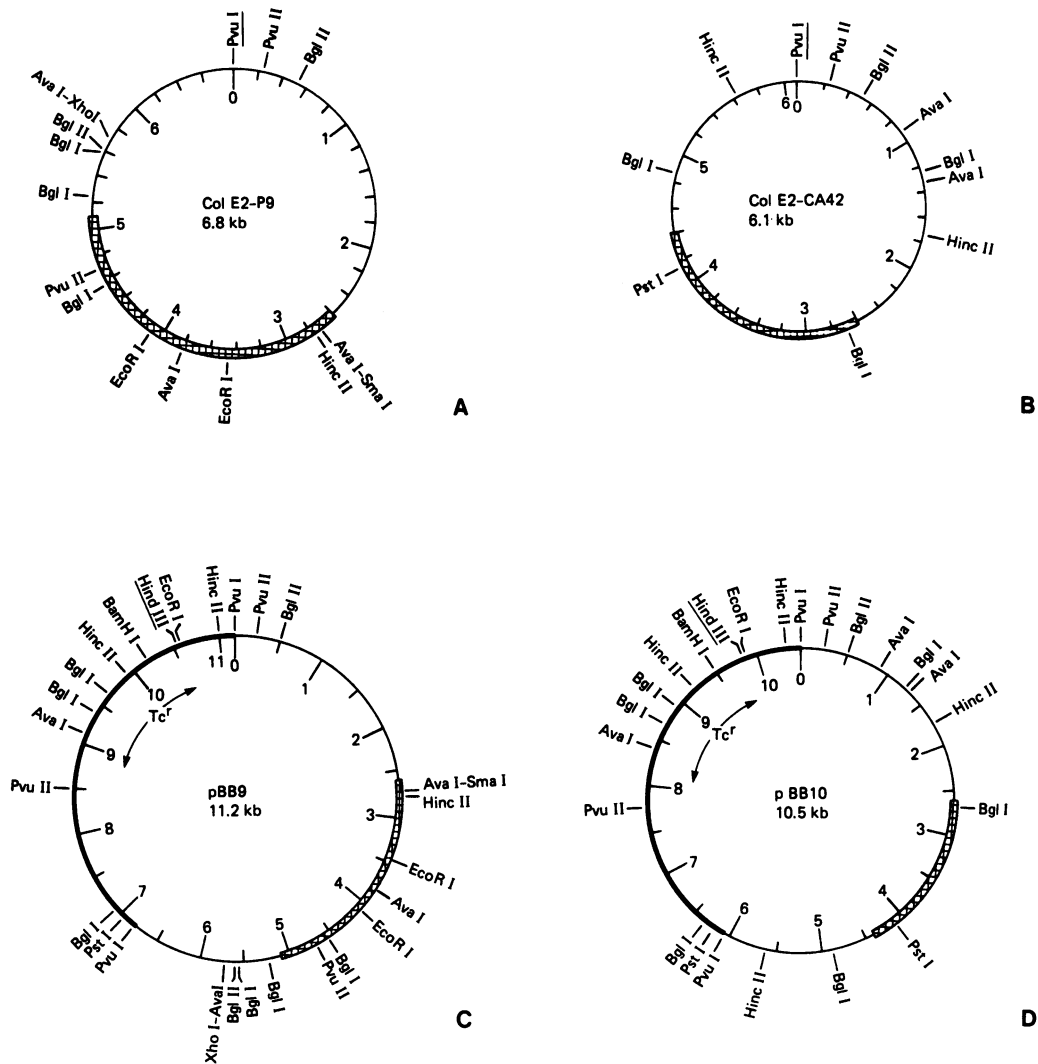 Pvu I
Pvu II
Bgl II
1
2
Ava I-Sma I
Hinc II
3
EcoR I
Ava I
EcoR I
4
Bgl I
Pvu II
5
Bgl I
Bgl I
Bgl II
Ava I-XhoI
6
0
Col E2-P9
6.8 kb
A
Hinc II
Pvu I
Pvu II
Bgl II
Ava I
1
Bgl I
Ava I
Hinc II
2
Bgl I
3
4
Pst I
Bgl I
5
6
0
Col E2-CA42
6.1 kb
B
Hinc II
Pvu I
Pvu II
Bgl II
1
2
Ava I-Sma I
Hinc II
3
EcoR I
Ava I
4
EcoR I
Bgl I
Pvu II
5
Bgl I
Bgl I
Bgl II
Xho I-AvaI
6
Pvu I
Pst I
Bgl I
7
8
Pvu II
9
Ava I
Bgl I
Bgl I
Hinc II
10
BamH I
Hind III
EcoR I
11
0
Tcr
pBB9
11.2 kb
C
Hinc II
Pvu I
Pvu II
Bgl II
Ava I
1
Bgl I
Ava I
Hinc II
2
Bgl I
3
4
Pst I
Bgl I
5
Hinc II
6
Pvu I
Pst I
Bgl I
7
Pvu II
8
Ava I
Bgl I
Bgl I
9
Hinc II
BamH I
Hind III
EcoR I
10
0
Tcr
p BB10
10.5 kb
D